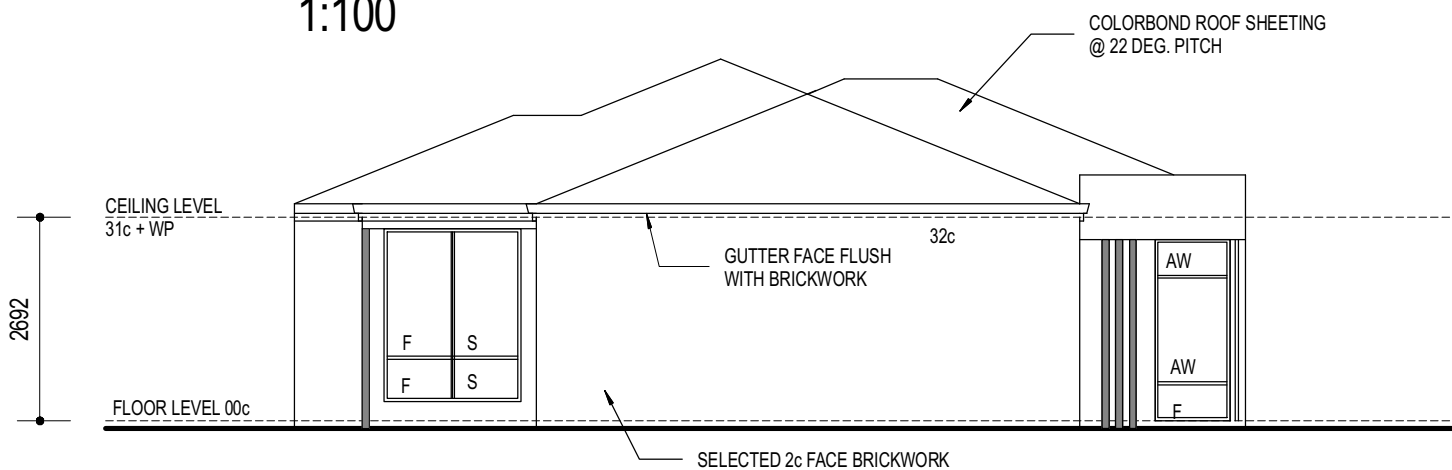 1:100
COLORBOND ROOF SHEETING
@ 22 DEG. PITCH
CEILING LEVEL
31c + WP
32c
GUTTER FACE FLUSH
WITH BRICKWORK
AW
2692
F S
AW
F S
F
FLOOR LEVEL 00c
SELECTED 2c FACE BRICKWORK